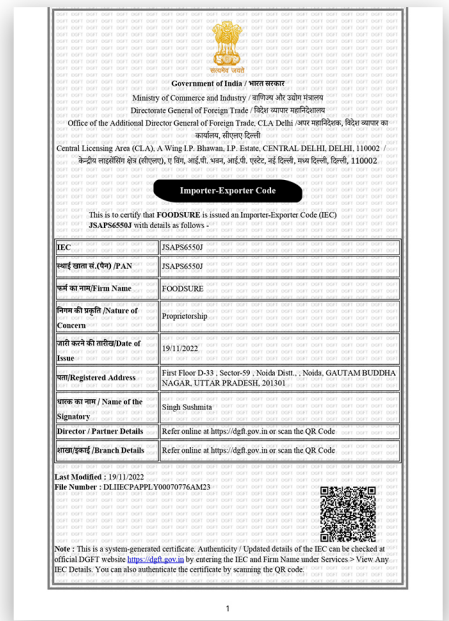 सत्यमेव जयते
Government of India / भारत सरकार
Ministry of Commerce and Industry / वाणिज्य और उद्योग मंत्रालय
Directorate General of Foreign Trade / विदेश व्यापार महानिदेशालय
Office of the Additional Director General of Foreign Trade, CLA Delhi /अपर महानिदेशक, विदेश व्यापार का
कार्यालय, सीएलए दिल्ली
Central Licensing Area (CLA), A Wing I.P. Bhawan, I.P. Estate, CENTRAL DELHI, DELHI, 110002 /
केन्द्रीय लाइसेंसिंग क्षेत्र (सीएलए), ए विंग, आई.पी. भवन, आई.पी. एस्टेट, नई दिल्ली, मध्य दिल्ली, दिल्ली, 110002
Importer-Exporter Code
This is to certify that FOODSURE is issued an Importer-Exporter Code (IEC)
JSAPS6550J with details as follows -
IEC JSAPS6550J
स्थाई खाता सं.(पैन) /PAN JSAPS6550J
फर्म का नाम/Firm Name FOODSURE
निगम की प्रकृति /Nature of
Concern Proprietorship
जारी करने की तारीख/Date of
Issue 19/11/2022
पता/Registered Address First Floor D-33 , Sector-59 , Noida Distt., , Noida, GAUTAM BUDDHA
NAGAR, UTTAR PRADESH, 201301
धारक का नाम / Name of the
Signatory Singh Sushmita
Director / Partner Details Refer online at https://dgft.gov.in or scan the QR Code
शाखा/इकाई /Branch Details Refer online at https://dgft.gov.in or scan the QR Code
Last Modified : 19/11/2022
File Number : DLIIECPAPPLY00070776AM23
Note : This is a system-generated certificate. Authenticity / Updated details of the IEC can be checked at
official DGFT website https://dgft.gov.in by entering the IEC and Firm Name under Services > View Any
IEC Details. You can also authenticate the certificate by scanning the QR code.
1